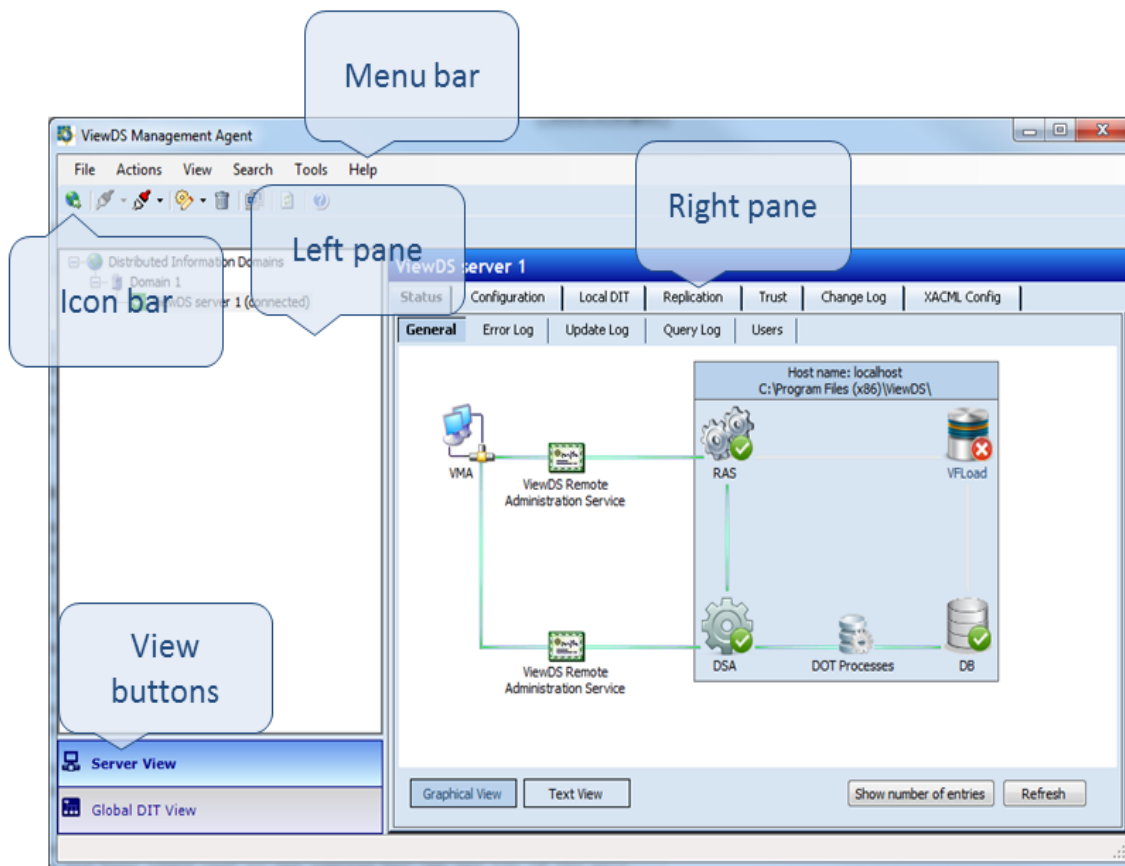 Menu bar
ViewDS Management Agent
File Actions View Search Tools Help
Right pane
Left pane
Icon bar
Distributed Information Domains
Domain 1
ViewDS server 1 (connected)
ViewDS server 1
Status Configuration Local DIT Replication Trust Change Log XACML Config
General Error Log Update Log Query Log Users
Host name: localhost
C:\Program Files (x86)\ViewDS\
VMA
ViewDS Remote
Administration Service
RAS
VFLoad
ViewDS Remote
Administration Service
DSA
DOT Processes
DB
View
buttons
Server View
Global DIT View
Graphical View Text View Show number of entries Refresh